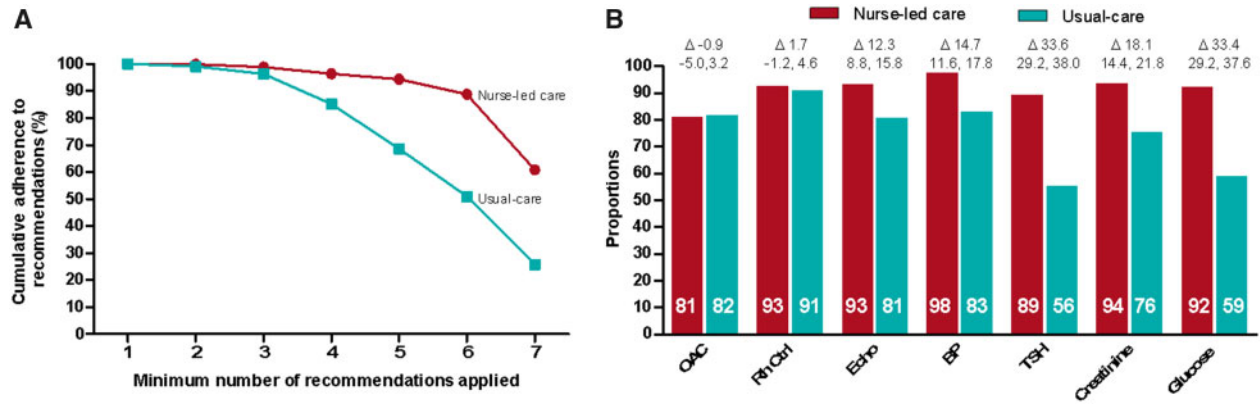 A
Cumulative adherence to
recommendations (%)
100
90
80
70
60
50
40
30
20
10
0
Nurse-led care
Usual-care
1 2 3 4 5 6 7
Minimum number of recommendations applied
B
Nurse-led care Usual-care
Δ -0.9 Δ 1.7 Δ 12.3 Δ 14.7 Δ 33.6 Δ 18.1 Δ 33.4
-5.0, 3.2 -1.2, 4.6 8.8, 15.8 11.6, 17.8 29.2, 38.0 14.4, 21.8 29.2, 37.6
Proportions
100
90
80
70
60
50
40
30
20
10
0
81 82 93 91 93 81 98 83 89 56 94 76 92 59
OAC Rh Ctrl Echo BP TSH Creatinine Glucose